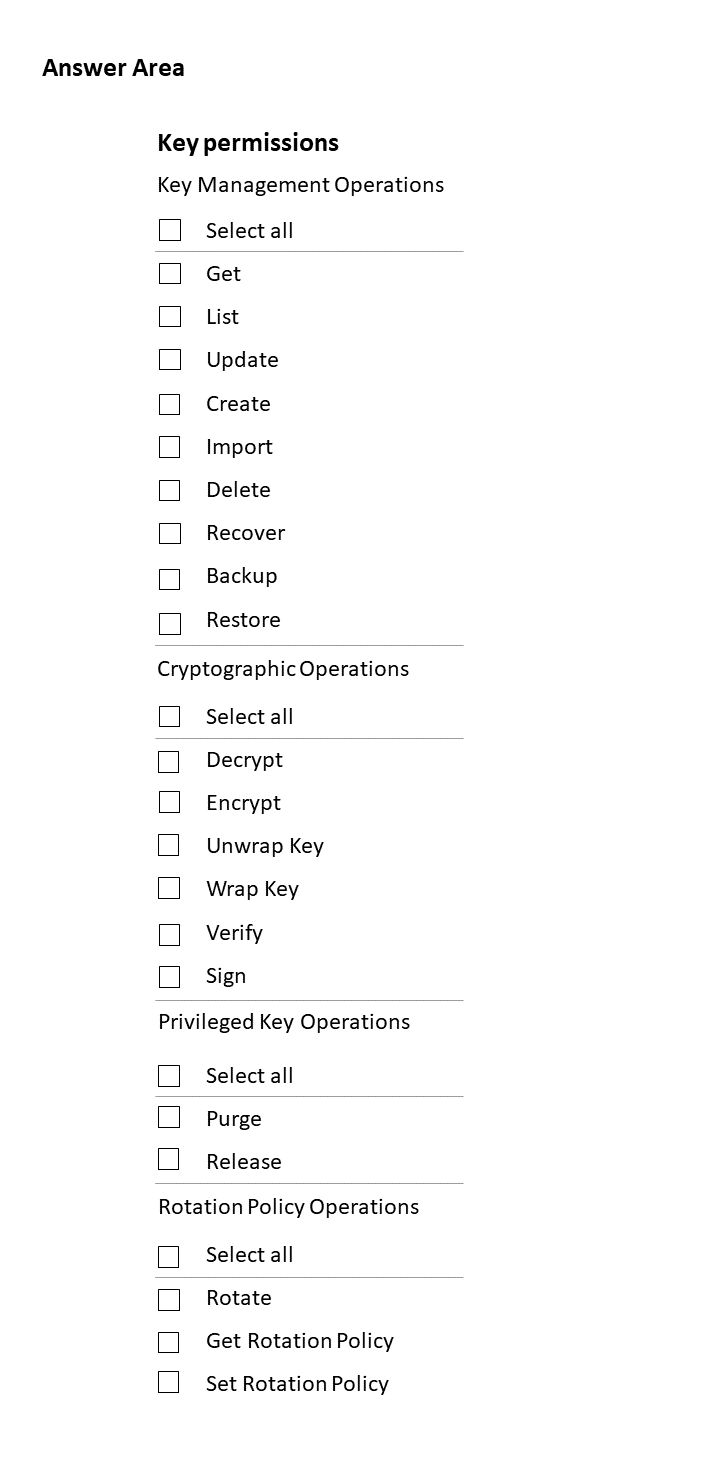 Answer Area
Key permissions
Key Management Operations
Select all
Get
List
Update
Create
Import
Delete
Recover
Backup
Restore
Cryptographic Operations
Select all
Decrypt
Encrypt
Unwrap Key
Wrap Key
Verify
Sign
Privileged Key Operations
Select all
Purge
Release
Rotation Policy Operations
Select all
Rotate
Get Rotation Policy
Set Rotation Policy